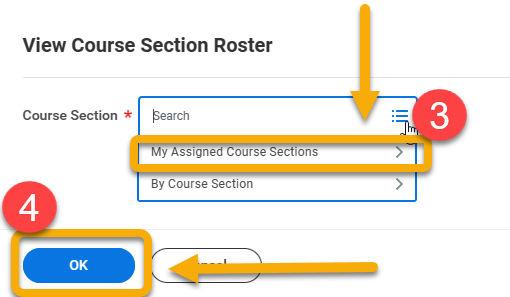 View Course Section Roster
Course Section * Search
3
My Assigned Course Sections
By Course Section
4
OK